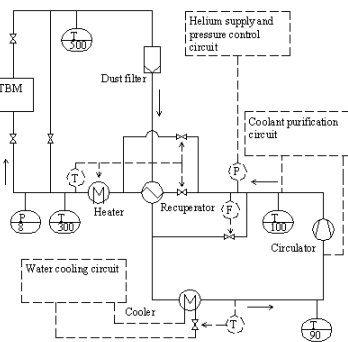 T
500
Helium supply and
pressure control
circuit
Dust filter
TBM
Coolant purification
circuit
T
P
Heater
Recuperator
P
8
T
300
F
T
100
Circulator
Water cooling circuit
Cooler
M
M
T
T
90